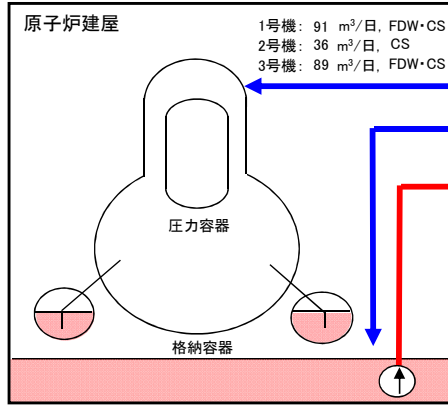 原子炉建屋
1号機: 91 m³/日, FDW･CS
2号機: 36 m³/日, CS
3号機: 89 m³/日, FDW･CS
圧力容器
格納容器